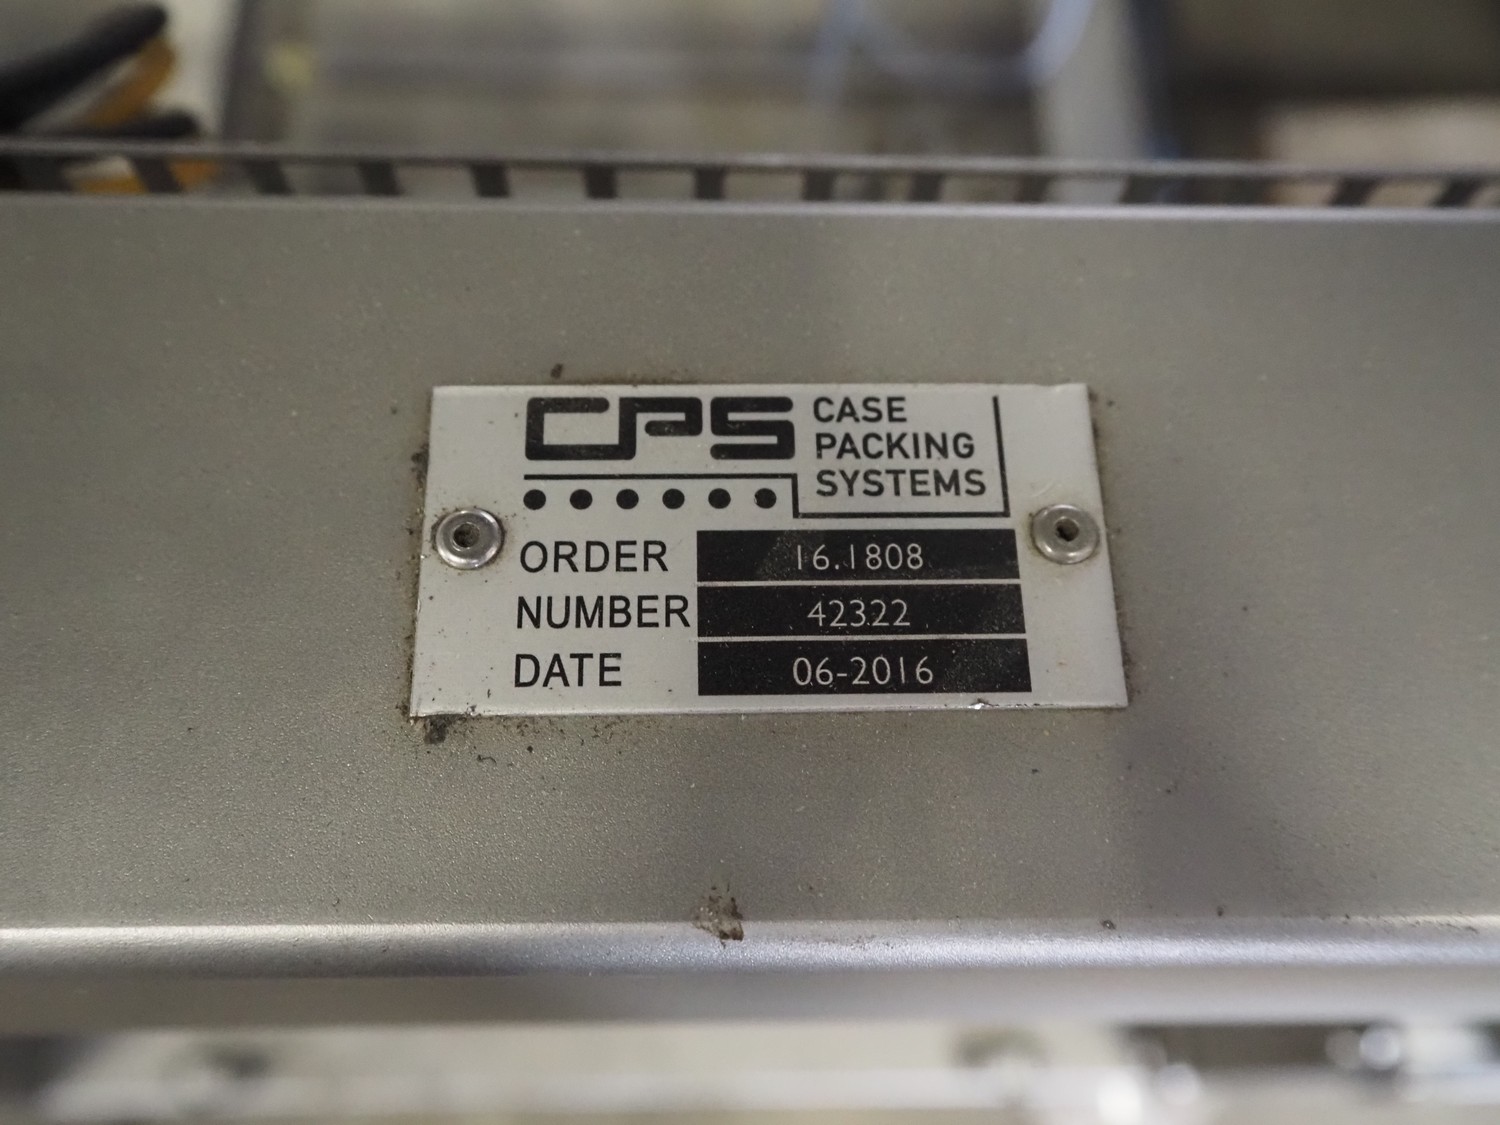 CPS
CASE
PACKING
SYSTEMS
ORDER 16.1808
NUMBER 42322
DATE 06-2016